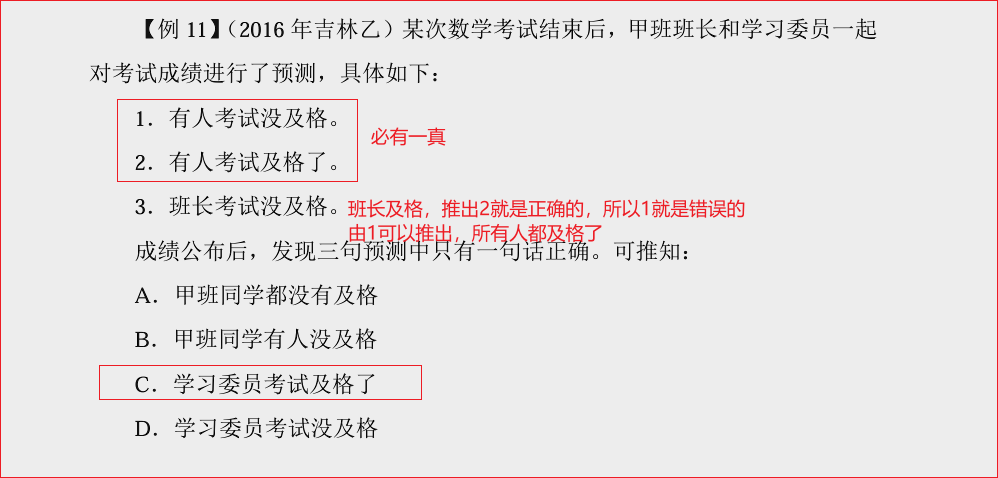 【例 11】（2016 年吉林乙）某次数学考试结束后，甲班班长和学习委员一起
对考试成绩进行了预测，具体如下：
1．有人考试没及格。
必有一真
2．有人考试及格了。
3．班长考试没及格。
班长及格，推出2就是正确的，所以1就是错误的
由1可以推出，所有人都及格了
成绩公布后，发现三句预测中只有一句话正确。可推知：
A．甲班同学都没有及格
B．甲班同学有人没及格
C．学习委员考试及格了
D．学习委员考试没及格